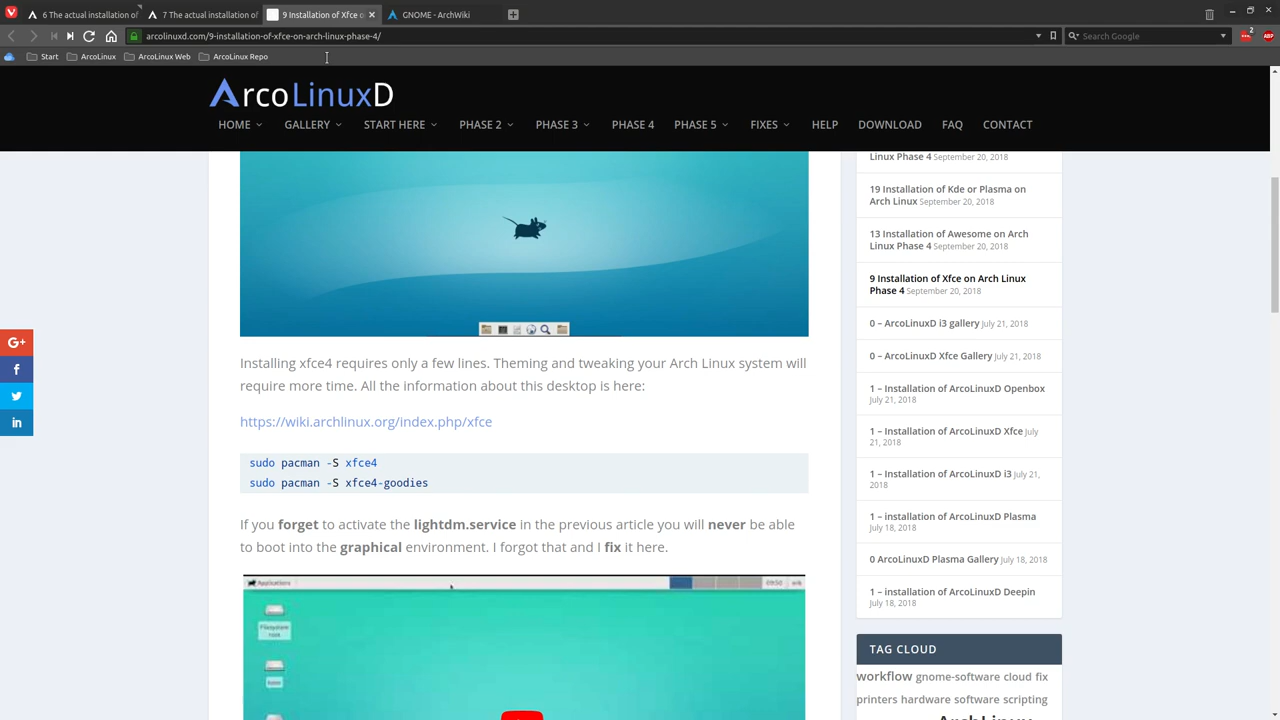 6 The actual installation of
7 The actual installation of
9 Installation of Xfce o
GNOME - ArchWiki
arcolinuxd.com/9-installation-of-xfce-on-arch-linux-phase-4/
Search Google
2
ABP
Start
ArcoLinux
ArcoLinux Web
ArcoLinux Repo
ArcoLinuxD
HOME
GALLERY
START HERE
PHASE 2
PHASE 3
PHASE 4
PHASE 5
FIXES
HELP
DOWNLOAD
FAQ
CONTACT
Installing xfce4 requires only a few lines. Theming and tweaking your Arch Linux system will
require more time. All the information about this desktop is here:
https://wiki.archlinux.org/index.php/xfce
sudo pacman -S xfce4
sudo pacman -S xfce4-goodies
If you forget to activate the lightdm.service in the previous article you will never be able
to boot into the graphical environment. I forgot that and I fix it here.
Applications
Filesystem
root
Home
Linux Phase 4 September 20, 2018
19 Installation of Kde or Plasma on
Arch Linux September 20, 2018
13 Installation of Awesome on Arch
Linux Phase 4 September 20, 2018
9 Installation of Xfce on Arch Linux
Phase 4 September 20, 2018
0 – ArcoLinuxD i3 gallery July 21, 2018
0 – ArcoLinuxD Xfce Gallery July 21, 2018
1 – Installation of ArcoLinuxD Openbox
July 21, 2018
1 – Installation of ArcoLinuxD Xfce July
21, 2018
1 – Installation of ArcoLinuxD i3 July 21,
2018
1 – installation of ArcoLinuxD Plasma
July 18, 2018
0 ArcoLinuxD Plasma Gallery July 18, 2018
1 – installation of ArcoLinuxD Deepin
July 18, 2018
TAG CLOUD
workflow gnome-software cloud fix
printers hardware software scripting
ArchLinux
G+
f
in